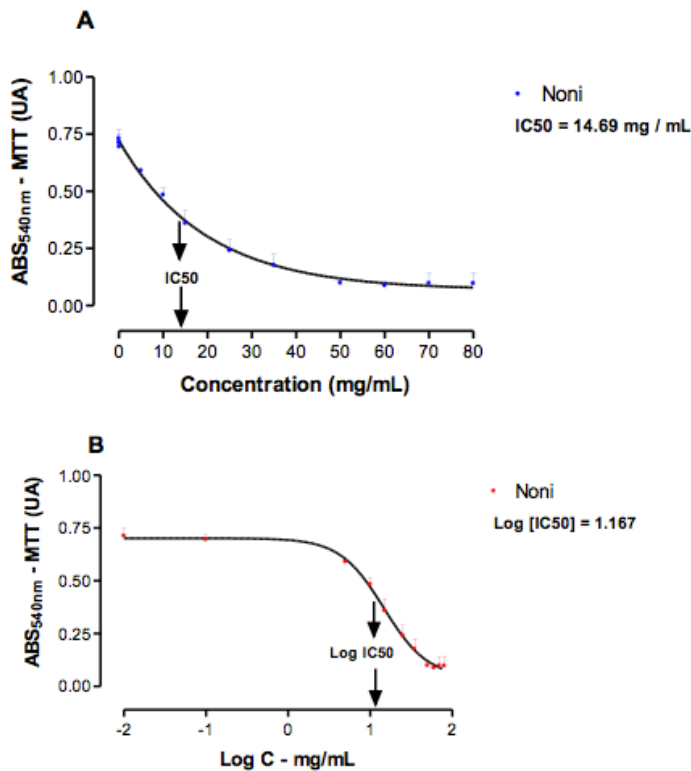 A
1.00
0.75
0.50
0.25
0.00
ABS540nm - MTT (UA)
IC50
0 10 20 30 40 50 60 70 80
Concentration (mg/mL)
Noni
IC50 = 14.69 mg / mL
B
1.00
0.75
0.50
0.25
0.00
ABS540nm - MTT (UA)
Log IC50
-2 -1 0 1 2
Log C - mg/mL
Noni
Log [IC50] = 1.167